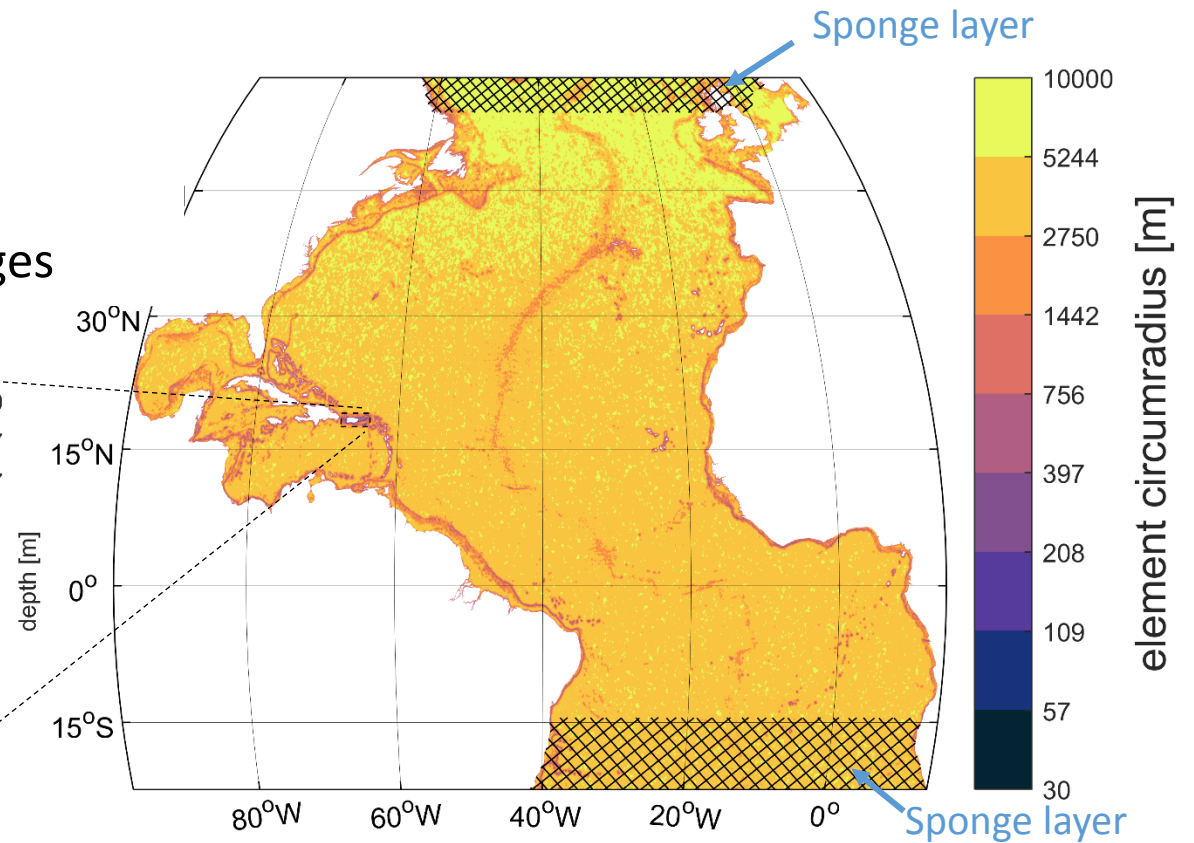 Sponge layer
ges
30°N
15°N
0°
15°S
depth [m]
80°W
60°W
40°W
20°W
0°
10000
5244
2750
1442
756
397
208
109
57
30
element circumradius [m]
Sponge layer